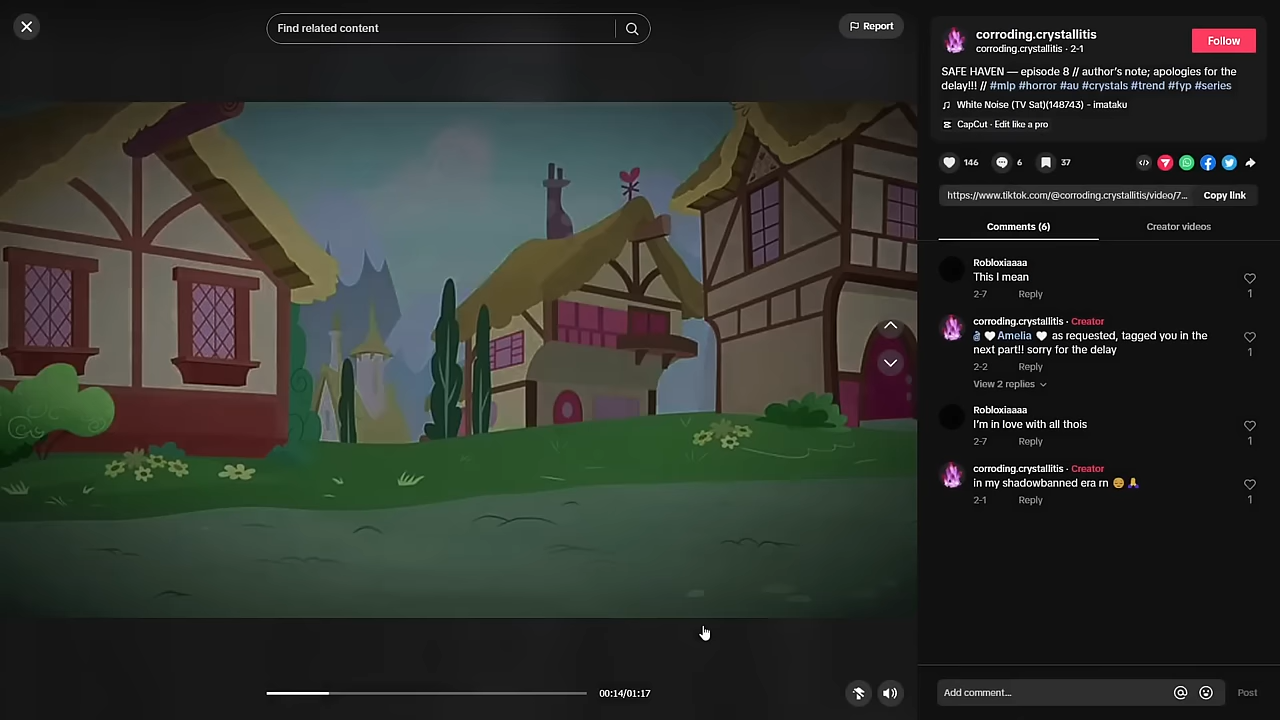 Find related content
Report
corroding.crystallitis
corroding.crystallitis · 2-1
Follow
SAFE HAVEN — episode 8 // author's note; apologies for the
delay!!! // #mlp #horror #au #crystals #trend #fyp #series
White Noise (TV Sat)(148743) - imataku
CapCut · Edit like a pro
146
6
37
https://www.tiktok.com/@corroding.crystallitis/video/7...
Copy link
Comments (6)
Creator videos
Robloxiaaaa
This I mean
2-7
Reply
1
corroding.crystallitis · Creator
🤍Amelia 🤍 as requested, tagged you in the
next part!! sorry for the delay
2-2
Reply
1
View 2 replies
Robloxiaaaa
I'm in love with all thois
2-7
Reply
1
corroding.crystallitis · Creator
in my shadowbanned era rn
2-1
Reply
1
00:14/01:17
Add comment...
Post